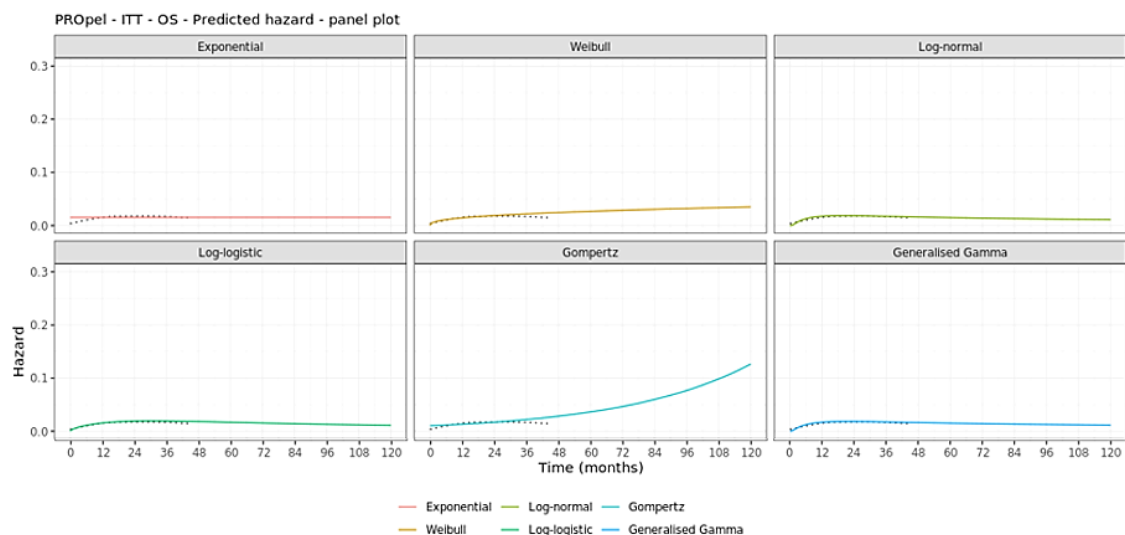 PROpel - ITT - OS - Predicted hazard - panel plot
Exponential Weibull Log-normal
0.3
0.2
0.1
0.0
Log-logistic Gompertz Generalised Gamma
0.3
0.2
0.1
0.0
Hazard
0 12 24 36 48 60 72 84 96 108 120 0 12 24 36 48 60 72 84 96 108 120 0 12 24 36 48 60 72 84 96 108 120
Time (months)
Exponential Log-normal Gompertz
Weibull Log-logistic Generalised Gamma